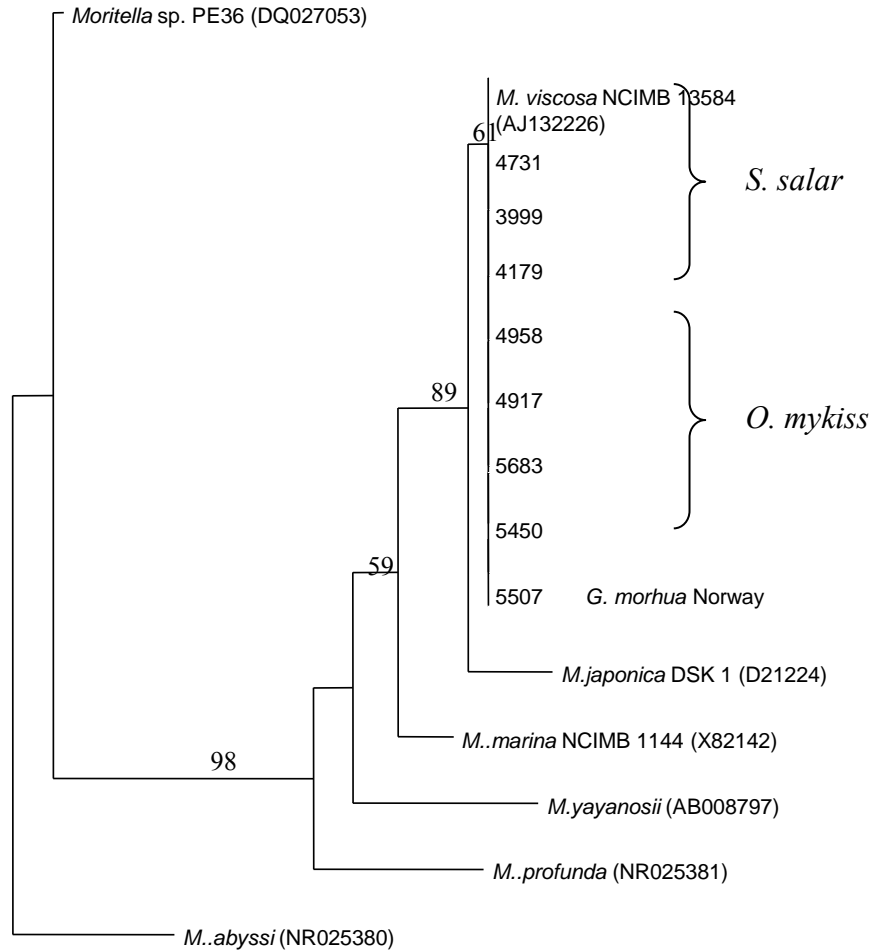 Moritella sp. PE36 (DQ027053)
M. viscosa NCIMB 13584
(AJ132226)
61
4731
S. salar
3999
4179
4958
89
4917
O. mykiss
5683
5450
59
5507 G. morhua Norway
M.japonica DSK 1 (D21224)
M..marina NCIMB 1144 (X82142)
98
M.yayanosii (AB008797)
M..profunda (NR025381)
M..abyssi (NR025380)